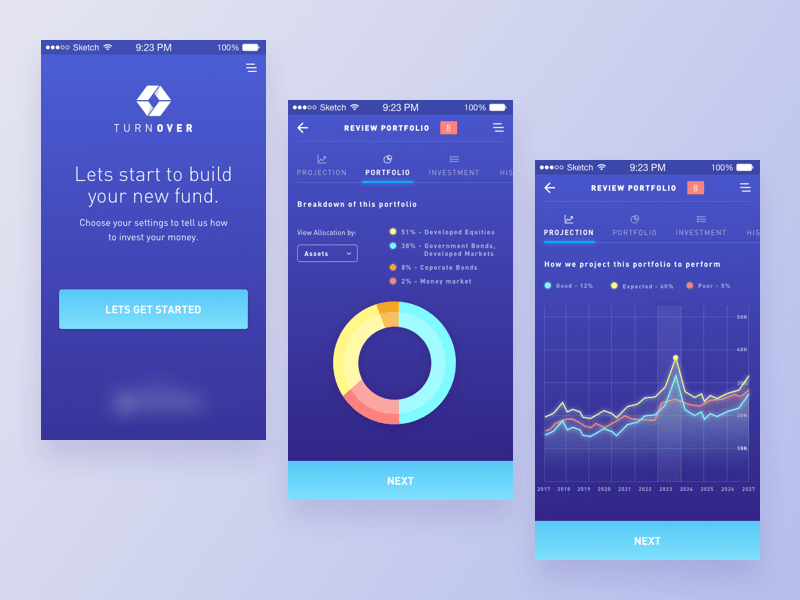 Sketch 9:23 PM 100%
TURNOVER
Lets start to build
your new fund.
Choose your settings to tell us how
to invest your money.
LETS GET STARTED
Sketch 9:23 PM 100%
REVIEW PORTFOLIO 8
PROJECTION PORTFOLIO INVESTMENT HIS
Breakdown of this portfolio
View Allocation by:
Assets
51% - Developed Equities
38% - Government Bonds,
Developed Markets
8% - Coporate Bonds
2% - Money market
NEXT
Sketch 9:23 PM 100%
REVIEW PORTFOLIO 8
PROJECTION PORTFOLIO INVESTMENT HIS
How we project this portfolio to perform
Good - 12% Expected - 60% Poor - 5%
50K
40K
30K
20K
10K
2017 2018 2019 2020 2021 2022 2023 2024 2025 2026 2027
NEXT